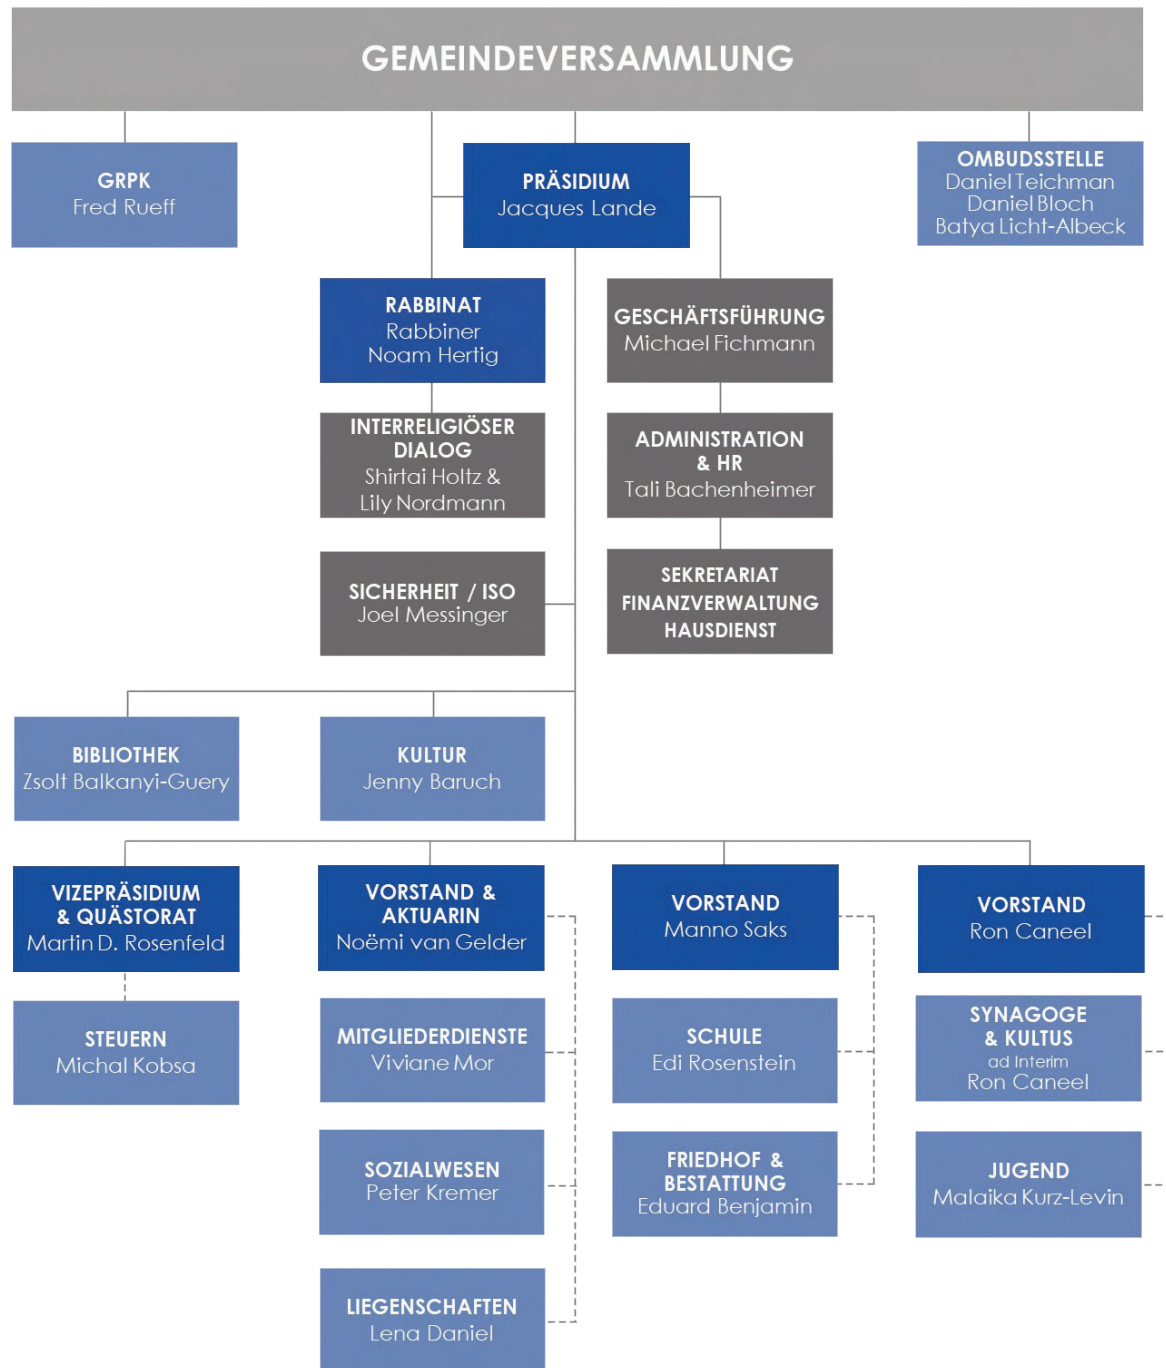 GEMEINDEVERSAMMLUNG
GRPK
Fred Rueff
PRÄSIDIUM
Jacques Lande
OMBUDSSTELLE
Daniel Teichman
Daniel Bloch
Batya Licht-Albeck
RABBINAT
Rabbiner
Noam Hertig
GESCHÄFTSFÜHRUNG
Michael Fichmann
INTERRELIGIÖSER
DIALOG
Shirtai Holtz &
Lily Nordmann
ADMINISTRATION
& HR
Tali Bachenheimer
SICHERHEIT / ISO
Joel Messinger
SEKRETARIAT
FINANZVERWALTUNG
HAUSDIENST
BIBLIOTHEK
Zsolt Balkanyi-Guery
KULTUR
Jenny Baruch
VIZEPRÄSIDIUM
& QUÄSTORAT
Martin D. Rosenfeld
VORSTAND &
AKTUARIN
Noëmi van Gelder
VORSTAND
Manno Saks
VORSTAND
Ron Caneel
STEUERN
Michal Kobsa
MITGLIEDERDIENSTE
Viviane Mor
SCHULE
Edi Rosenstein
SYNAGOGE
& KULTUS
ad Interim
Ron Caneel
SOZIALWESEN
Peter Kremer
FRIEDHOF &
BESTATTUNG
Eduard Benjamin
JUGEND
Malaika Kurz-Levin
LIEGENSCHAFTEN
Lena Daniel